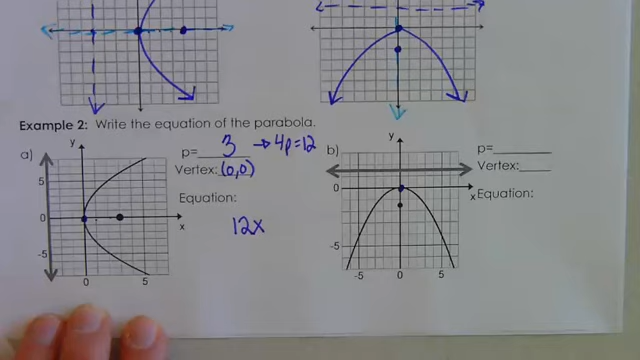 Example 2: Write the equation of the parabola.
a)
y
p= 3 → 4p=12
Vertex: (0,0)
Equation:
12x
5
0
-5
x
0
5
b)
y
p=
Vertex:
Equation:
0
x
-5
-5
0
5